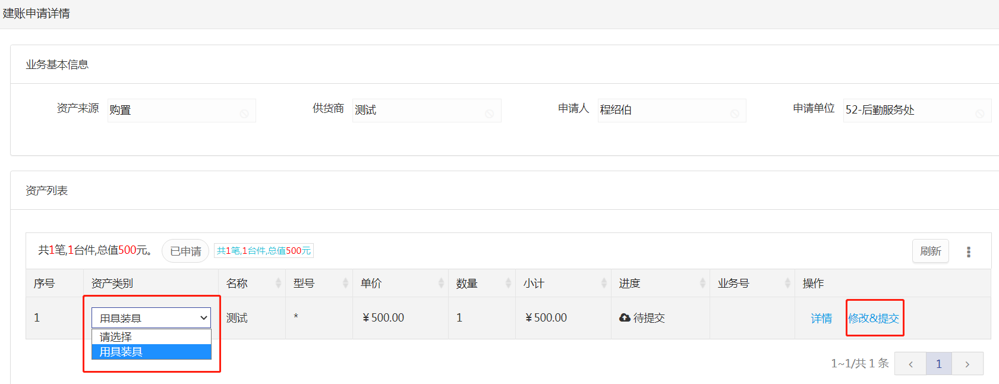 建账申请详情
业务基本信息
资产来源 购置 供货商 测试 申请人 程绍伯 申请单位 52-后勤服务处
资产列表
共1笔,1台件,总值500元。 已申请 共1笔,1台件,总值500元 刷新
序号 资产类别 名称 型号 单价 数量 小计 进度 业务号 操作
1 用具装具 测试 * ¥500.00 1 ¥500.00 待提交 详情 修改&提交
请选择
用具装具
1~1/共 1 条 ‹ 1 ›